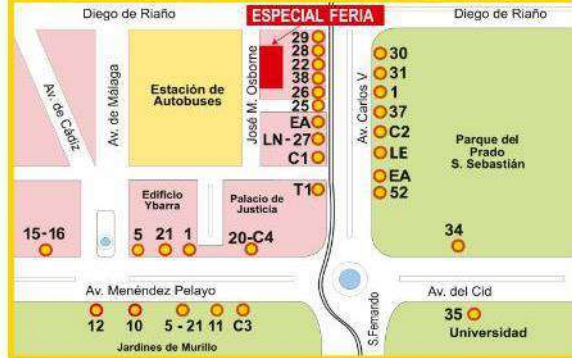 Diego de Riaño
ESPECIAL FERIA
Diego de Riaño
29
28
22
38
26
25
EA
LN - 27
C1
T1
30
31
1
37
C2
LE
EA
52
Av. de Cádiz
Av. de Málaga
Estación de
Autobuses
José M. Osborne
Av. Carlos V
Parque del
Prado
S. Sebastián
Edificio
Ybarra
Palacio de
Justicia
15-16
5
21
1
20-C4
34
Av. Menéndez Pelayo
S.Fernando
Av. del Cid
12
10
5 - 21
11
C3
35
Universidad
Jardines de Murillo